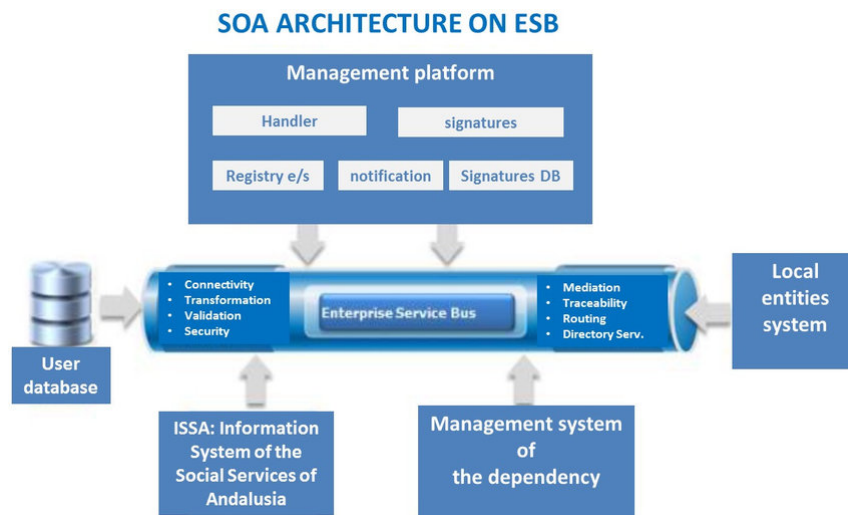 SOA ARCHITECTURE ON ESB
Management platform
Handler
signatures
Registry e/s
notification
Signatures DB
• Connectivity
• Transformation
• Validation
• Security
Enterprise Service Bus
• Mediation
• Traceability
• Routing
• Directory Serv.
Local
entities
system
User
database
ISSA: Information
System of the
Social Services of
Andalusia
Management system
of
the dependency